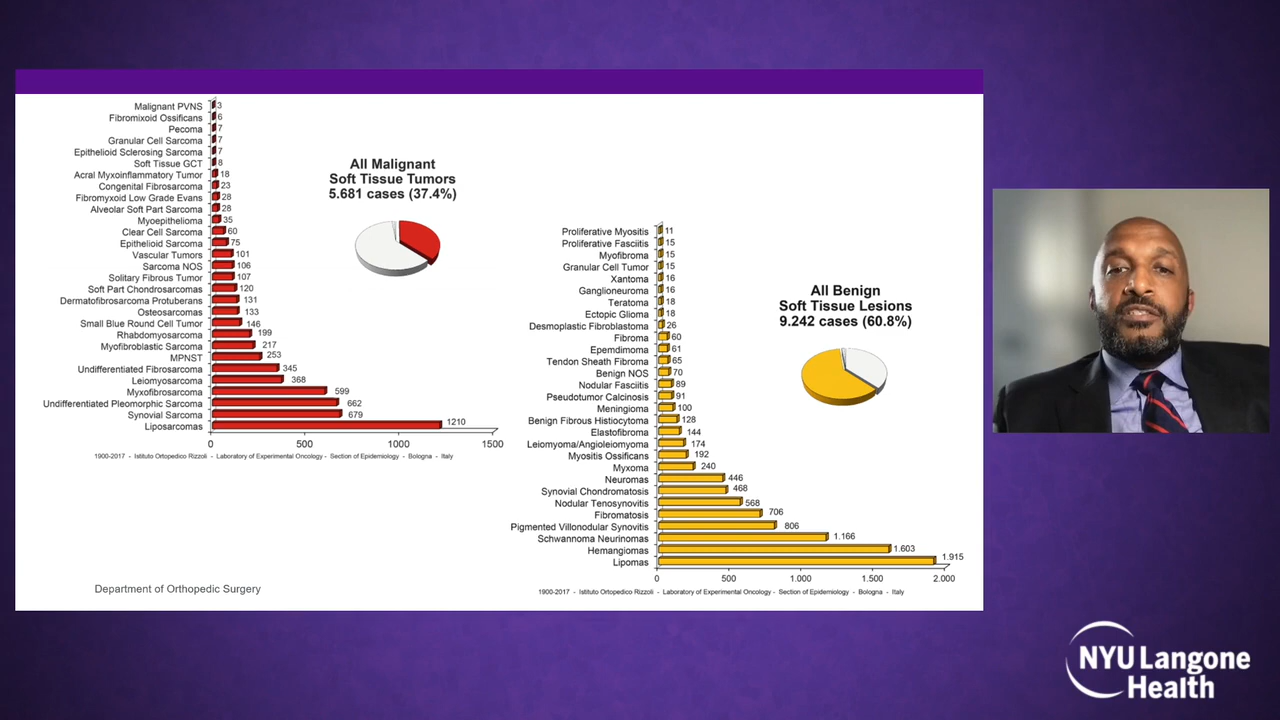 Malignant PVNS 3
Fibromixoid Ossificans 6
Pecoma 7
Granular Cell Sarcoma 7
Epithelioid Sclerosing Sarcoma 7
Soft Tissue GCT 8
Acral Myxoinflammatory Tumor 18
Congenital Fibrosarcoma 23
Fibromyxoid Low Grade Evans 28
Alveolar Soft Part Sarcoma 28
Myoepithelioma 35
Clear Cell Sarcoma 60
Epithelioid Sarcoma 75
Vascular Tumors 101
Sarcoma NOS 106
Solitary Fibrous Tumor 107
Soft Part Chondrosarcomas 120
Dermatofibrosarcoma Protuberans 131
Osteosarcomas 133
Small Blue Round Cell Tumor 146
Rhabdomyosarcoma 199
Myofibroblastic Sarcoma 217
MPNST 253
Undifferentiated Fibrosarcoma 345
Leiomyosarcoma 368
Myxofibrosarcoma 599
Undifferentiated Pleomorphic Sarcoma 662
Synovial Sarcoma 679
Liposarcomas 1210
0 500 1000 1500
1900-2017 - Istituto Ortopedico Rizzoli - Laboratory of Experimental Oncology - Section of Epidemiology - Bologna - Italy
All Malignant
Soft Tissue Tumors
5.681 cases (37.4%)
Proliferative Myositis 11
Proliferative Fasciitis 15
Myofibroma 15
Granular Cell Tumor 15
Xantoma 16
Ganglioneuroma 16
Teratoma 18
Ectopic Glioma 18
Desmoplastic Fibroblastoma 26
Fibroma 60
Epemdimoma 61
Tendon Sheath Fibroma 65
Benign NOS 70
Nodular Fasciitis 89
Pseudotumor Calcinosis 91
Meningioma 100
Benign Fibrous Histiocytoma 128
Elastofibroma 144
Leiomyoma/Angioleiomyoma 174
Myositis Ossificans 192
Myxoma 240
Neuromas 446
Synovial Chondromatosis 468
Nodular Tenosynovitis 568
Fibromatosis 706
Pigmented Villonodular Synovitis 806
Schwannoma Neurinomas 1.166
Hemangiomas 1.603
Lipomas 1.915
0 500 1.000 1.500 2.000
1900-2017 - Istituto Ortopedico Rizzoli - Laboratory of Experimental Oncology - Section of Epidemiology - Bologna - Italy
All Benign
Soft Tissue Lesions
9.242 cases (60.8%)
Department of Orthopedic Surgery
NYU Langone
Health